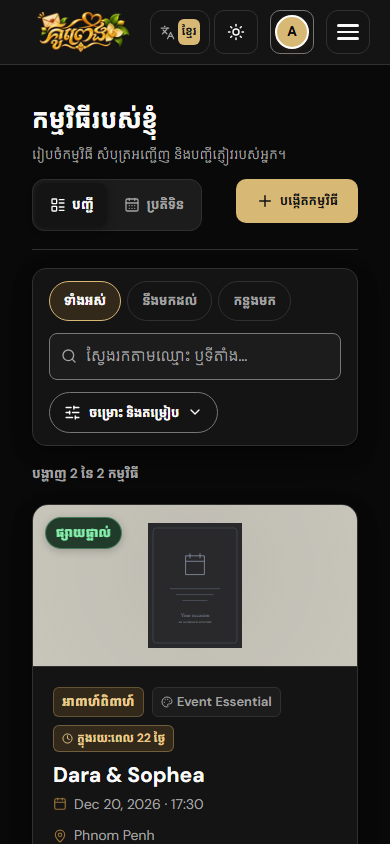 គូព្រេង
ខ្មែរ
A
កម្មវិធីរបស់ខ្ញុំ
រៀបចំកម្មវិធី សំបុត្រអញ្ជើញ និងបញ្ជីភ្ញៀវរបស់អ្នក។
បញ្ជី
ប្រតិទិន
បង្កើតកម្មវិធី
ទាំងអស់
នឹងមកដល់
កន្លងមក
ស្វែងរកតាមឈ្មោះ ឬទីតាំង...
ចម្រោះ និងតម្រៀប
បង្ហាញ 2 នៃ 2 កម្មវិធី
ផ្សាយផ្ទាល់
អាពាហ៍ពិពាហ៍
Event Essential
ក្នុងរយៈពេល 22 ថ្ងៃ
Dara & Sophea
Dec 20, 2026 · 17:30
Phnom Penh